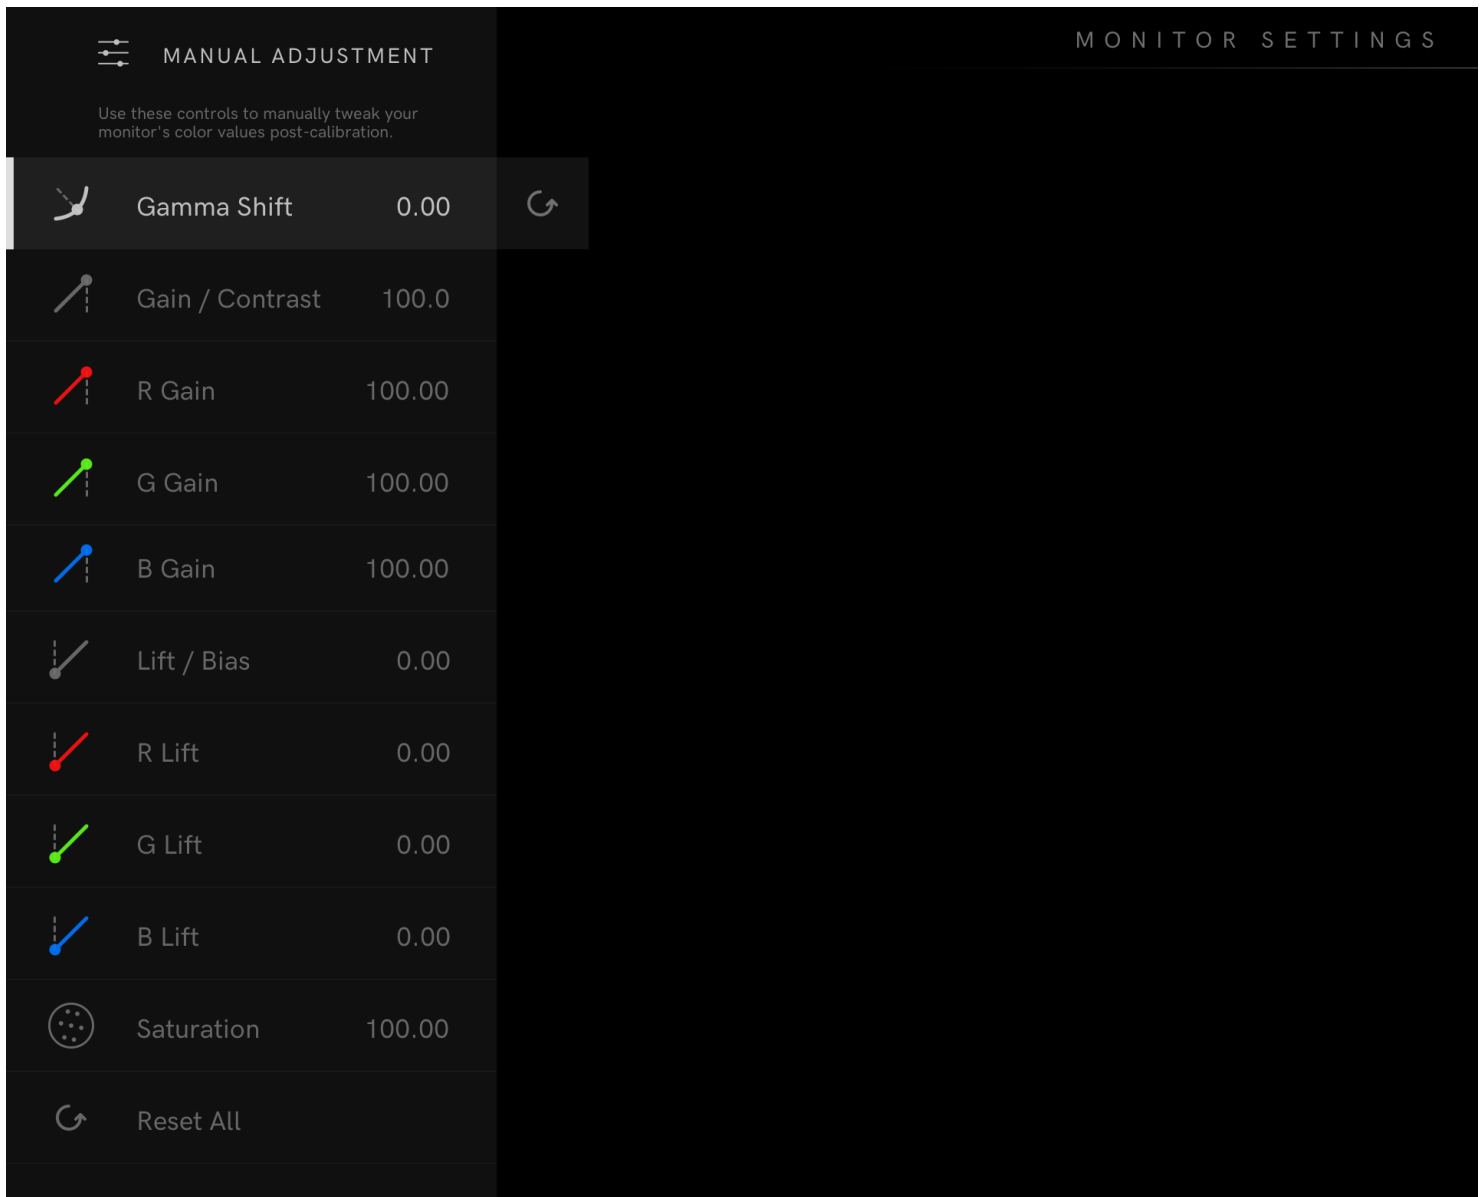 MANUAL ADJUSTMENT
MONITOR SETTINGS
Use these controls to manually tweak your
monitor's color values post-calibration.
Gamma Shift 0.00
Gain / Contrast 100.0
R Gain 100.00
G Gain 100.00
B Gain 100.00
Lift / Bias 0.00
R Lift 0.00
G Lift 0.00
B Lift 0.00
Saturation 100.00
Reset All